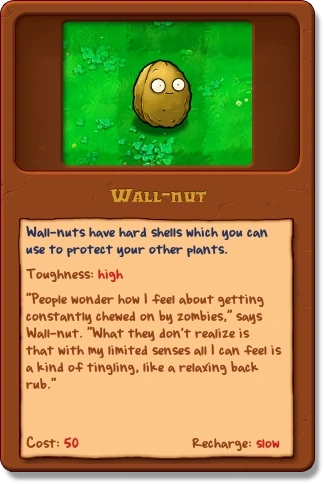 Wall-nut
Wall-nuts have hard shells which you can
use to protect your other plants.
Toughness: high
"People wonder how I feel about getting
constantly chewed on by zombies," says
Wall-nut. "What they don't realize is
that with my limited senses all I can feel is
a kind of tingling, like a relaxing back
rub."
Cost: 50 Recharge: slow